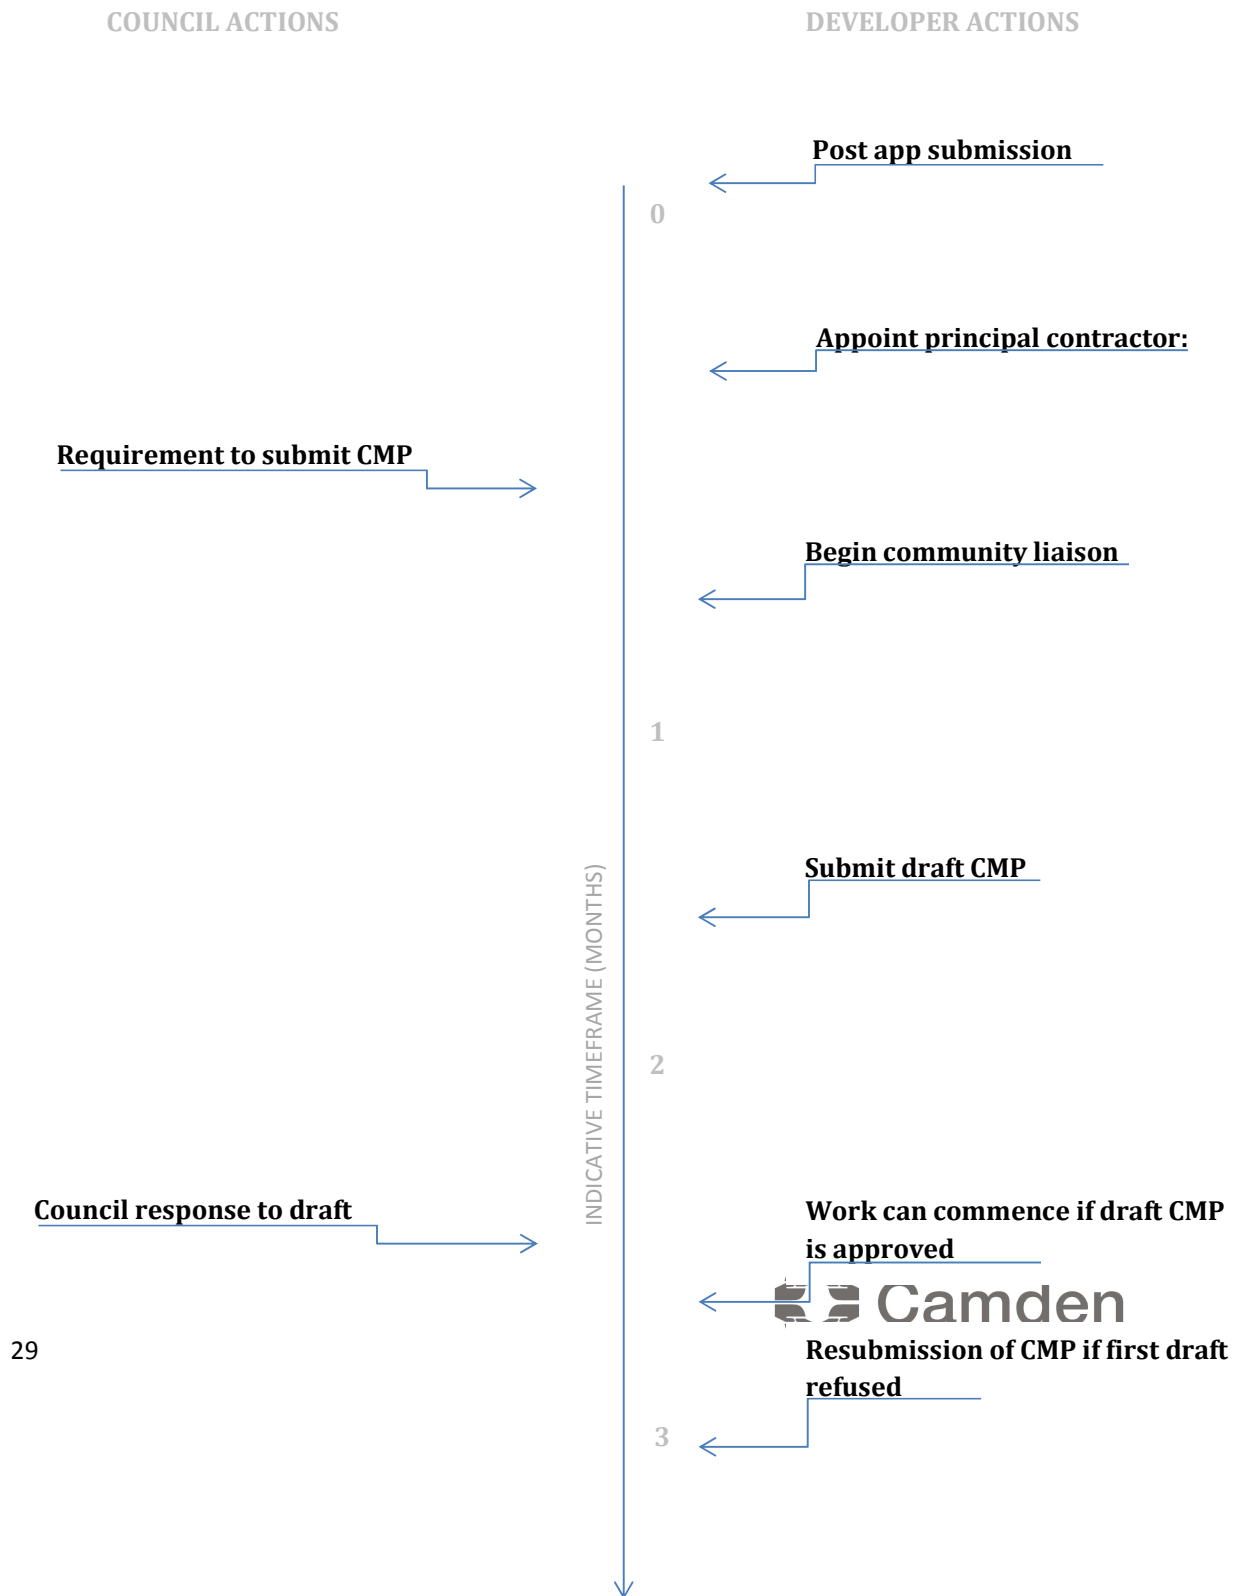 COUNCIL ACTIONS
DEVELOPER ACTIONS
Post app submission
0
Appoint principal contractor:
Requirement to submit CMP
Begin community liaison
1
Submit draft CMP
INDICATIVE TIMEFRAME (MONTHS)
2
Council response to draft
Work can commence if draft CMP
is approved
Camden
29
Resubmission of CMP if first draft
refused
3